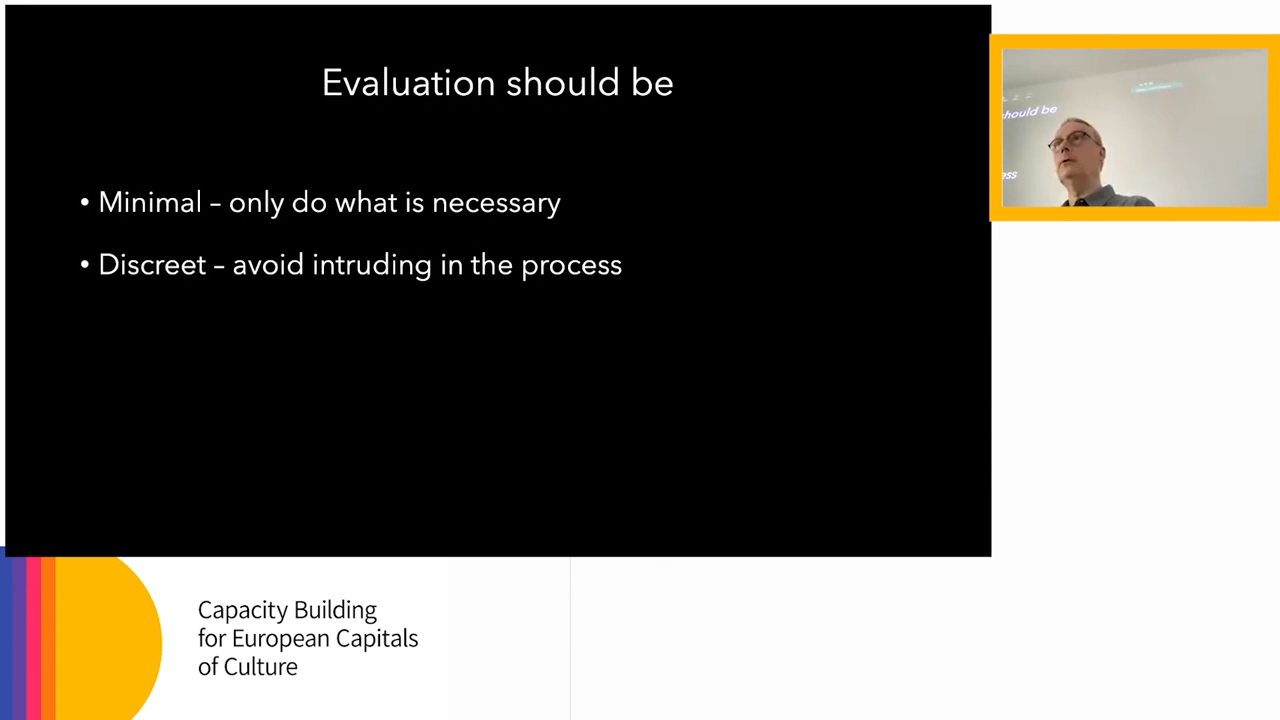 Evaluation should be
• Minimal – only do what is necessary
• Discreet – avoid intruding in the process
should be
ess
Capacity Building
for European Capitals
of Culture